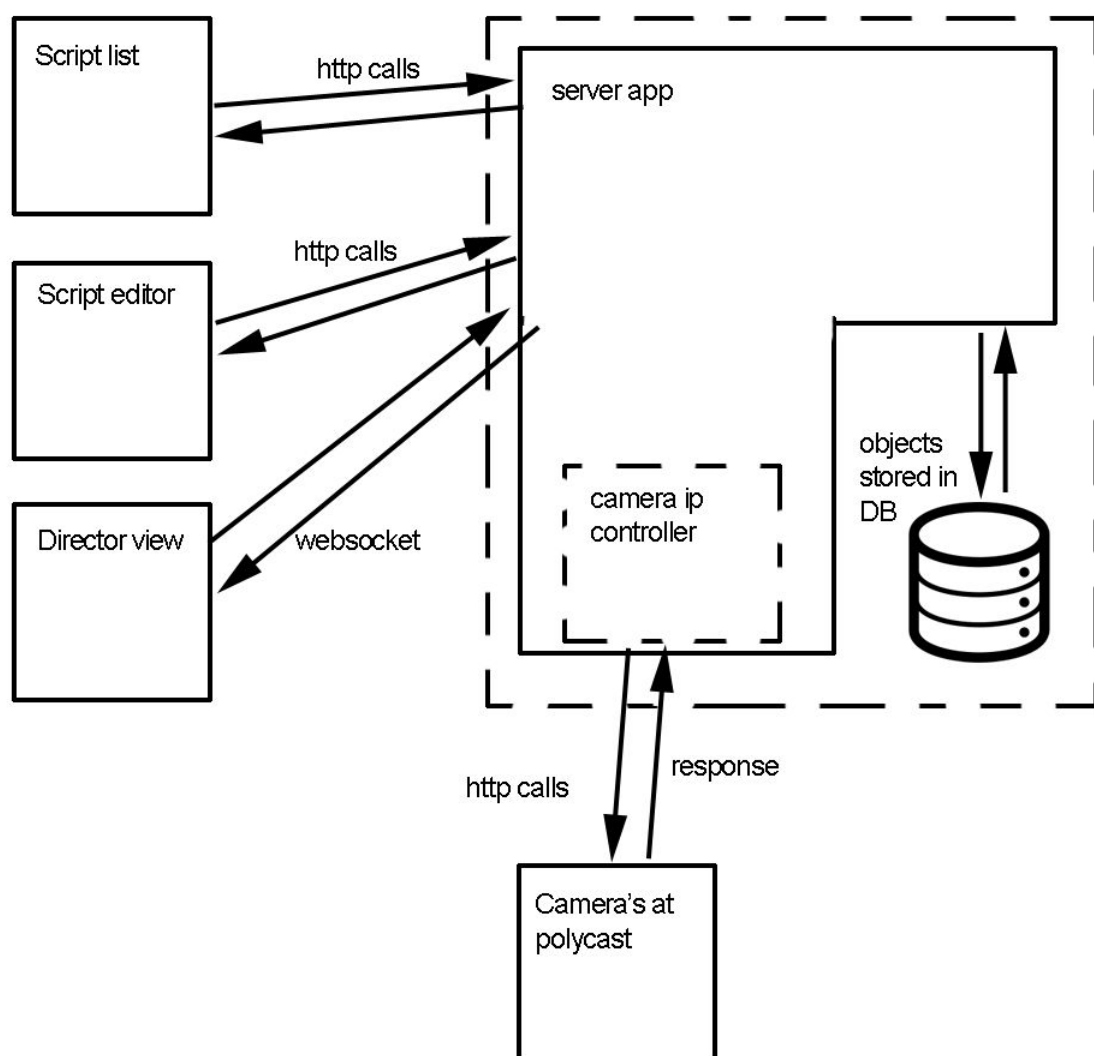 Script list
http calls
server app
http calls
Script editor
objects
stored in
DB
camera ip
controller
Director view
websocket
response
http calls
Camera's at
polycast